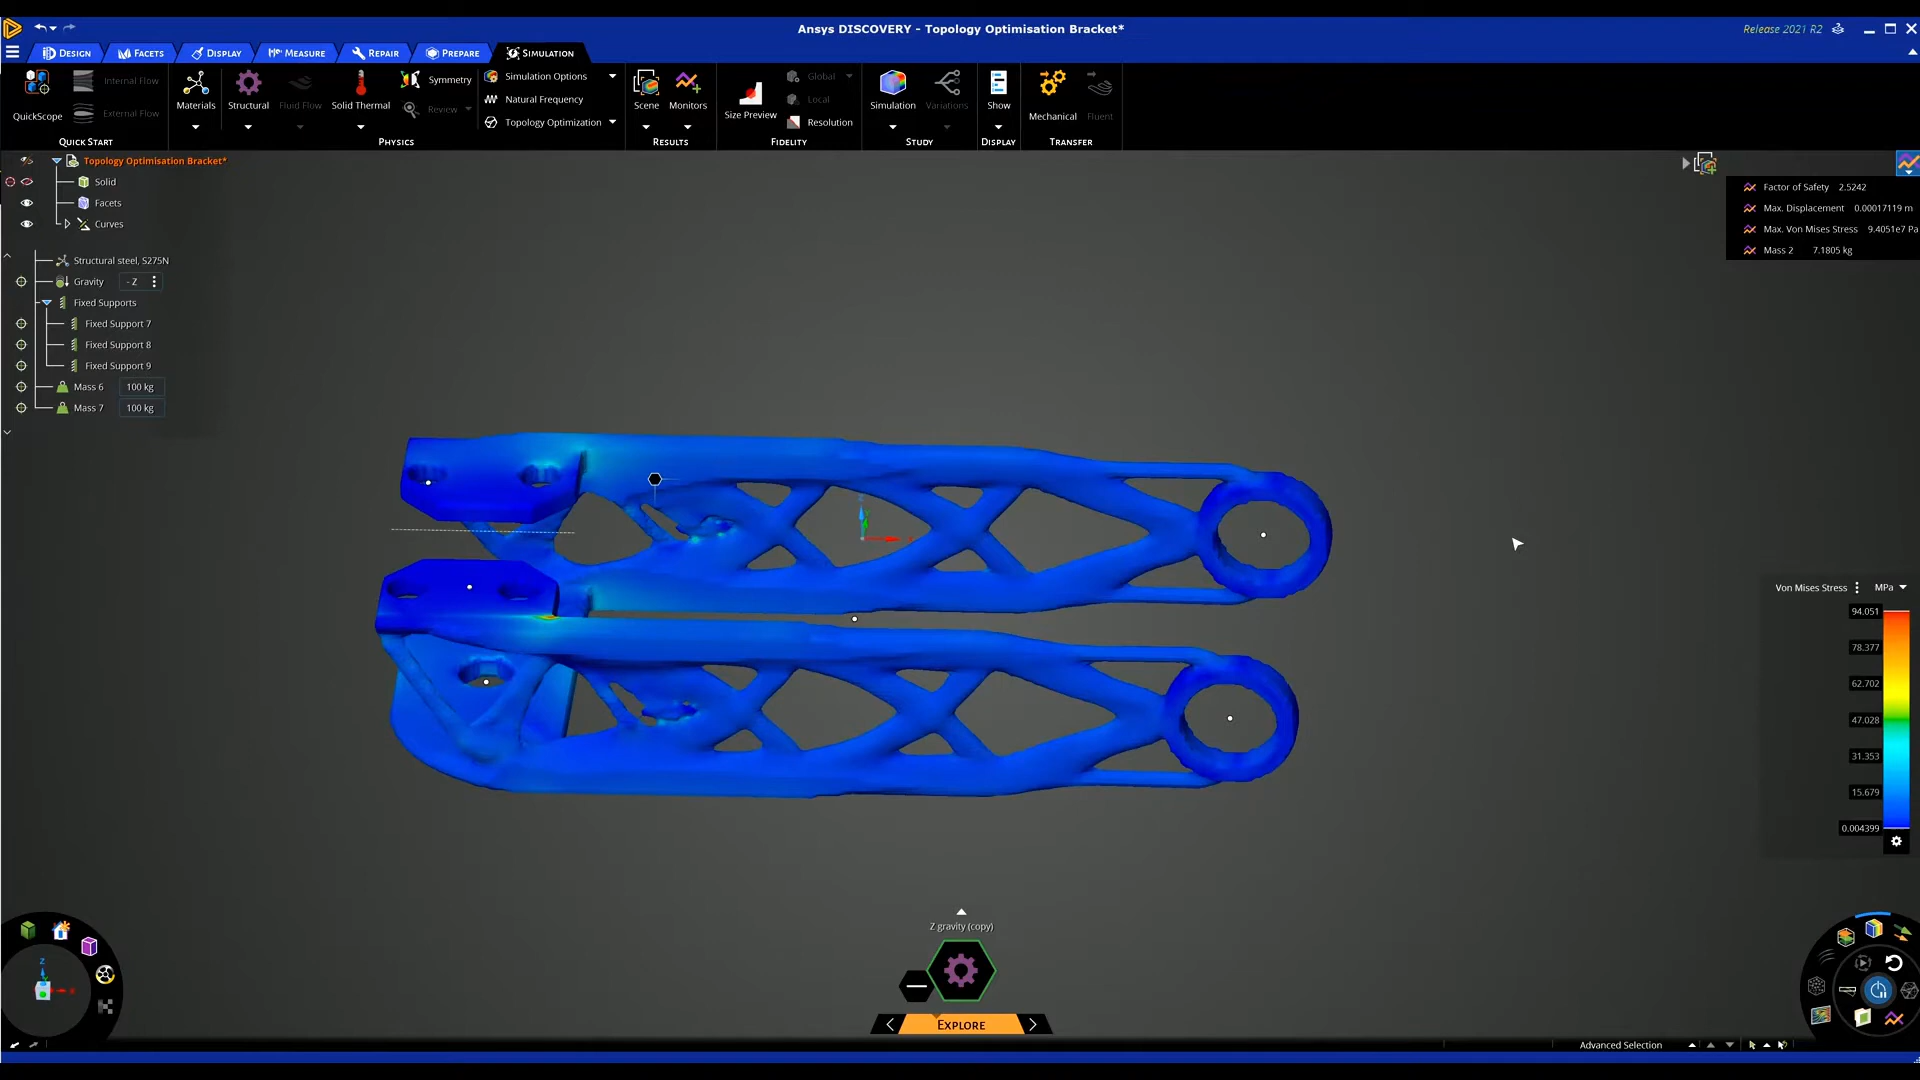 Ansys DISCOVERY - Topology Optimisation Bracket*
Release 2021 R2
DESIGN FACETS DISPLAY MEASURE REPAIR PREPARE SIMULATION
QuickScope
Internal Flow
External Flow
QUICK START
Materials
Structural
Fluid Flow
Solid Thermal
Symmetry
Review
Simulation Options
Natural Frequency
Topology Optimization
PHYSICS
Scene
Monitors
RESULTS
Size Preview
Global
Local
Resolution
FIDELITY
Simulation
Variations
STUDY
Show
DISPLAY
Mechanical
Fluent
TRANSFER
Topology Optimisation Bracket*
Solid
Facets
Curves
Structural steel, S275N
Gravity - Z
Fixed Supports
Fixed Support 7
Fixed Support 8
Fixed Support 9
Mass 6 100 kg
Mass 7 100 kg
Factor of Safety 2.5242
Max. Displacement 0.00017119 m
Max. Von Mises Stress 9.4051e7 Pa
Mass 2 7.1805 kg
Von Mises Stress MPa
94.051
78.377
62.702
47.028
31.353
15.679
0.004399
Z
X
Z gravity (copy)
EXPLORE
Advanced Selection